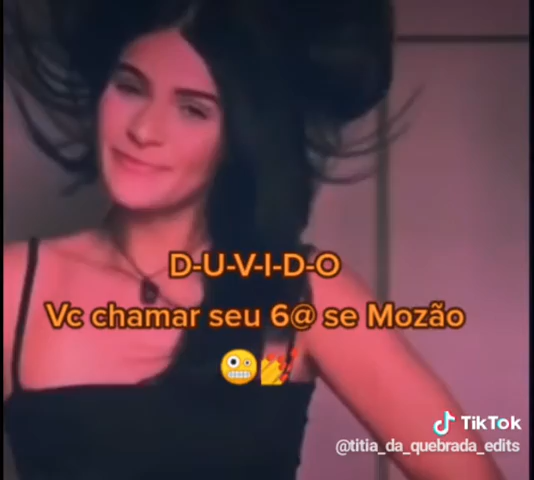 D-U-V-I-D-O
Vc chamar seu 6@ se Mozão
😬💅
TikTok
@titia_da_quebrada_edits